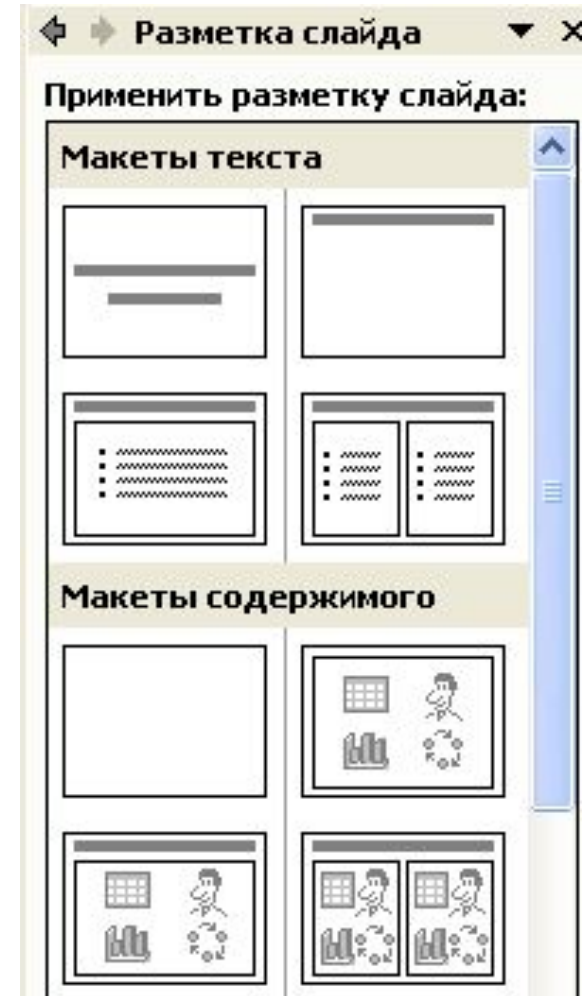 Разметка слайда
Применить разметку слайда:
Макеты текста
Макеты содержимого